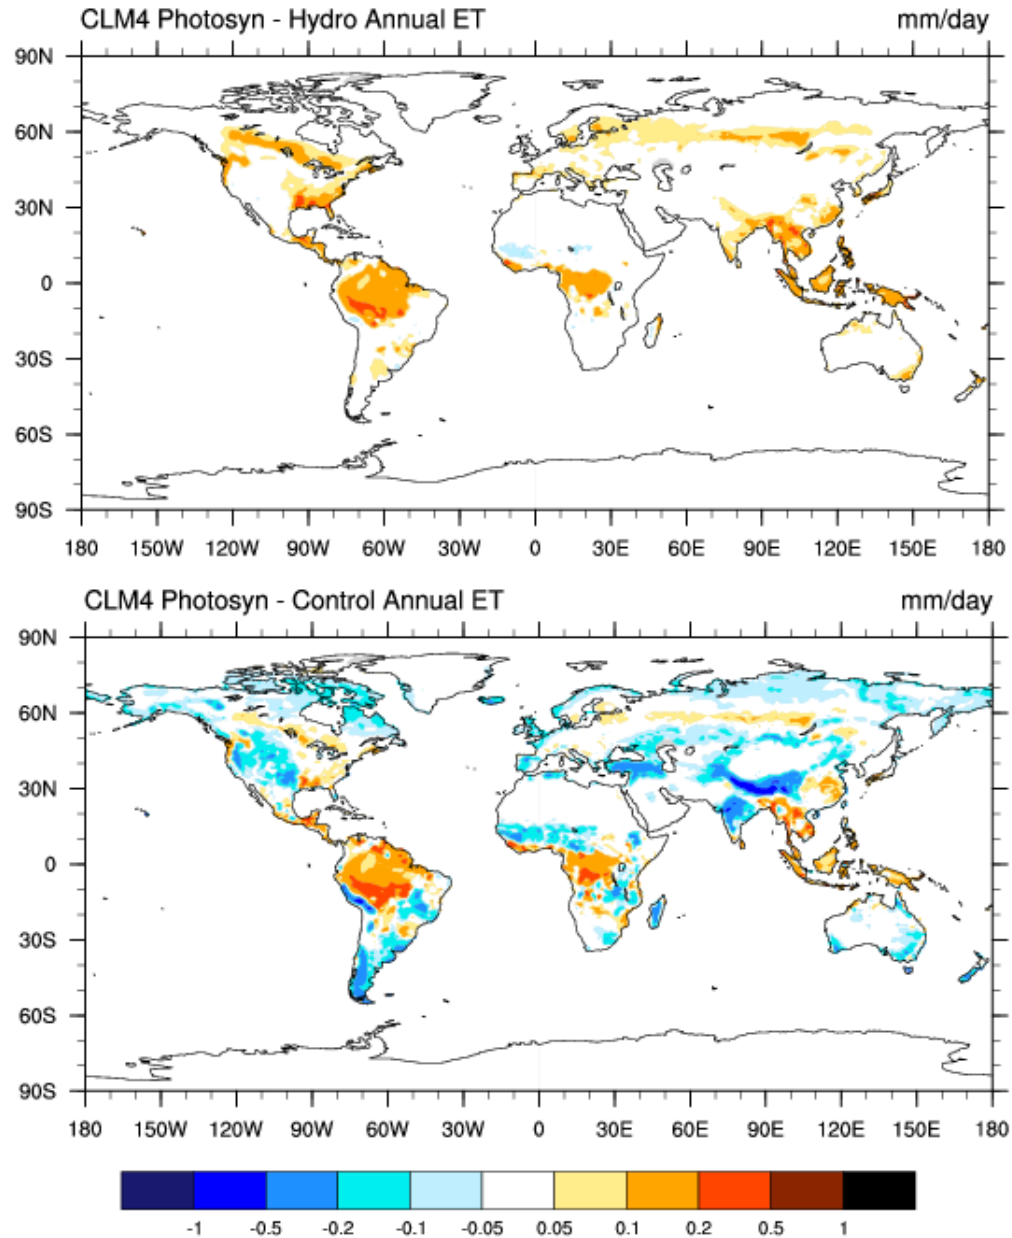 CLM4 Photosyn - Hydro Annual ET mm/day
90N
60N
30N
0
30S
60S
90S
180 150W 120W 90W 60W 30W 0 30E 60E 90E 120E 150E 180
CLM4 Photosyn - Control Annual ET mm/day
90N
60N
30N
0
30S
60S
90S
180 150W 120W 90W 60W 30W 0 30E 60E 90E 120E 150E 180
-1 -0.5 -0.2 -0.1 -0.05 0.05 0.1 0.2 0.5 1